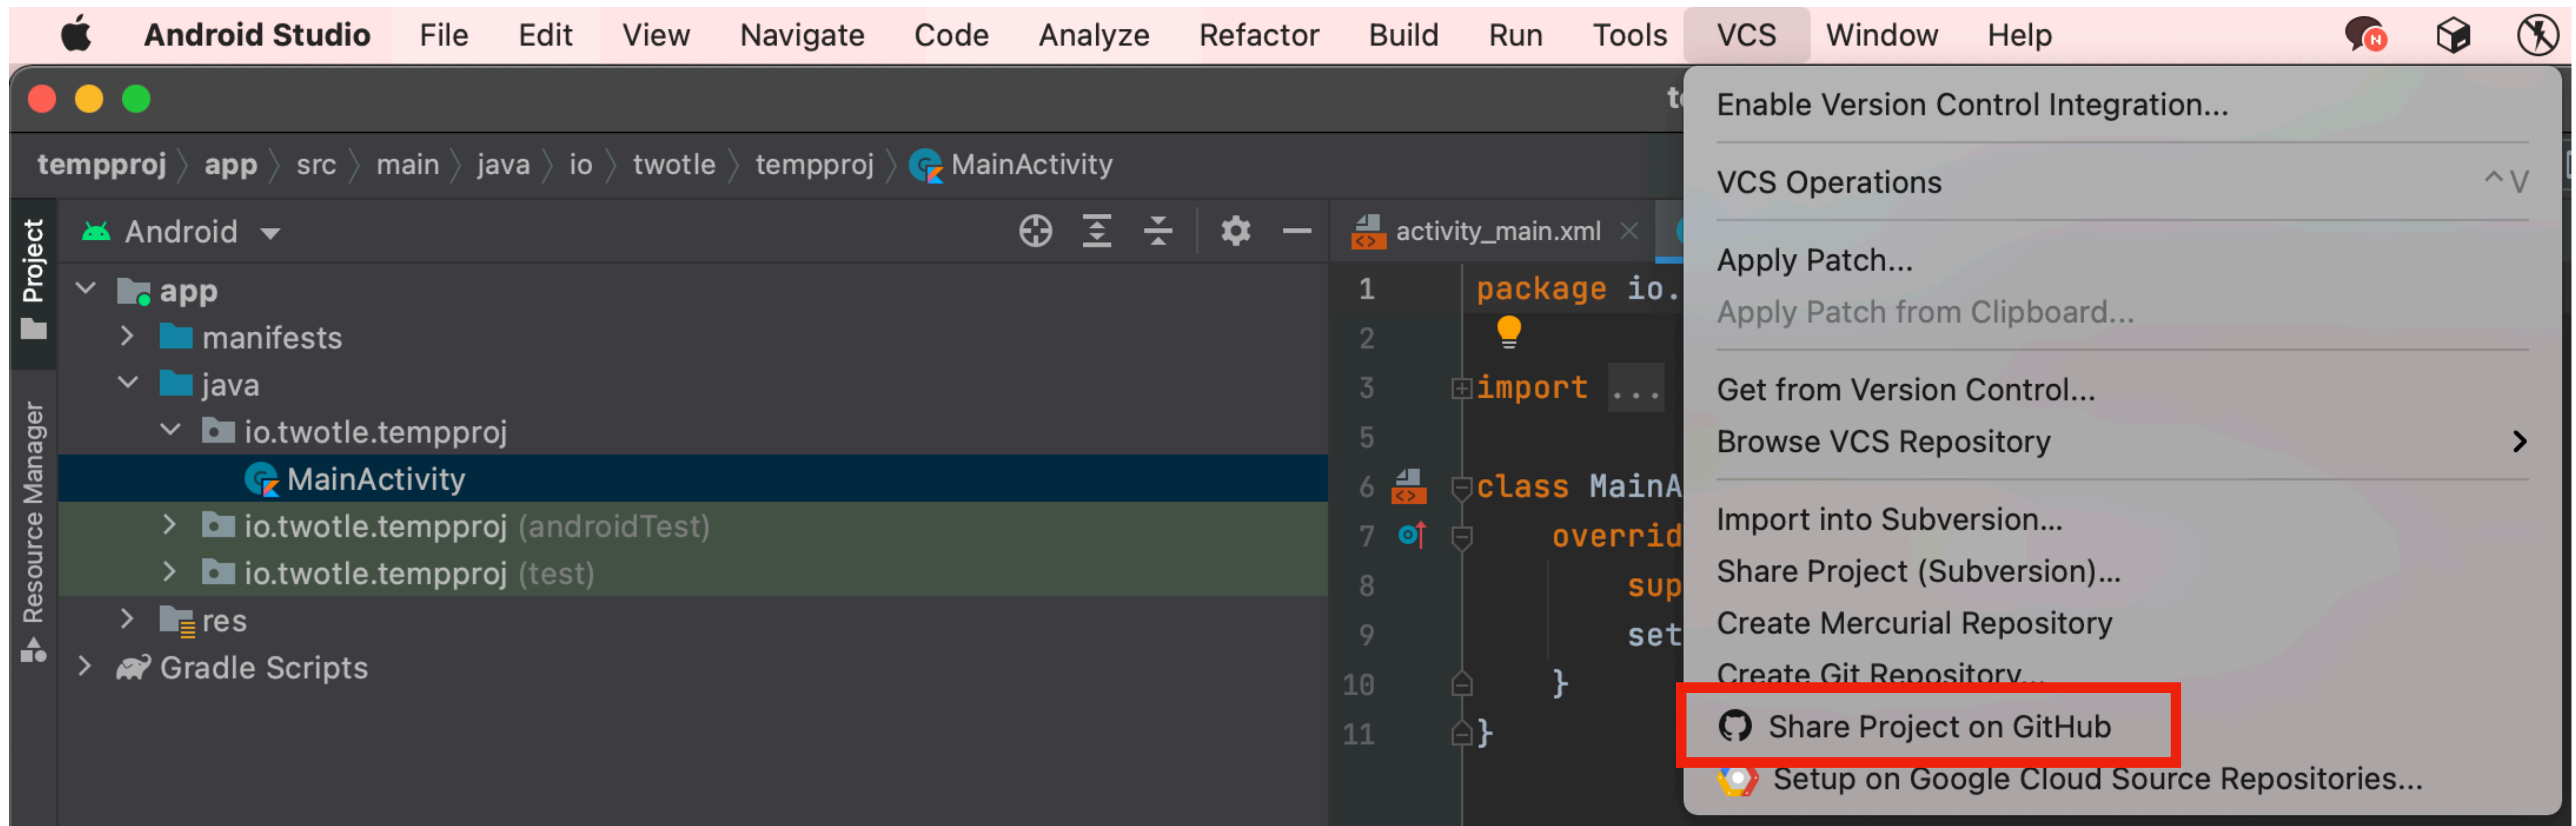 Android Studio File Edit View Navigate Code Analyze Refactor Build Run Tools VCS Window Help
tempproj app src main java io twotle tempproj MainActivity
Project
Resource Manager
Android
app
manifests
java
io.twotle.tempproj
MainActivity
io.twotle.tempproj (androidTest)
io.twotle.tempproj (test)
res
Gradle Scripts
activity_main.xml
1 package io.
2
3 import ...
5
6 class MainA
7 overrid
8 sup
9 set
10 }
11 }
Enable Version Control Integration...
VCS Operations ^V
Apply Patch...
Apply Patch from Clipboard...
Get from Version Control...
Browse VCS Repository
Import into Subversion...
Share Project (Subversion)...
Create Mercurial Repository
Create Git Repository...
Share Project on GitHub
Setup on Google Cloud Source Repositories...